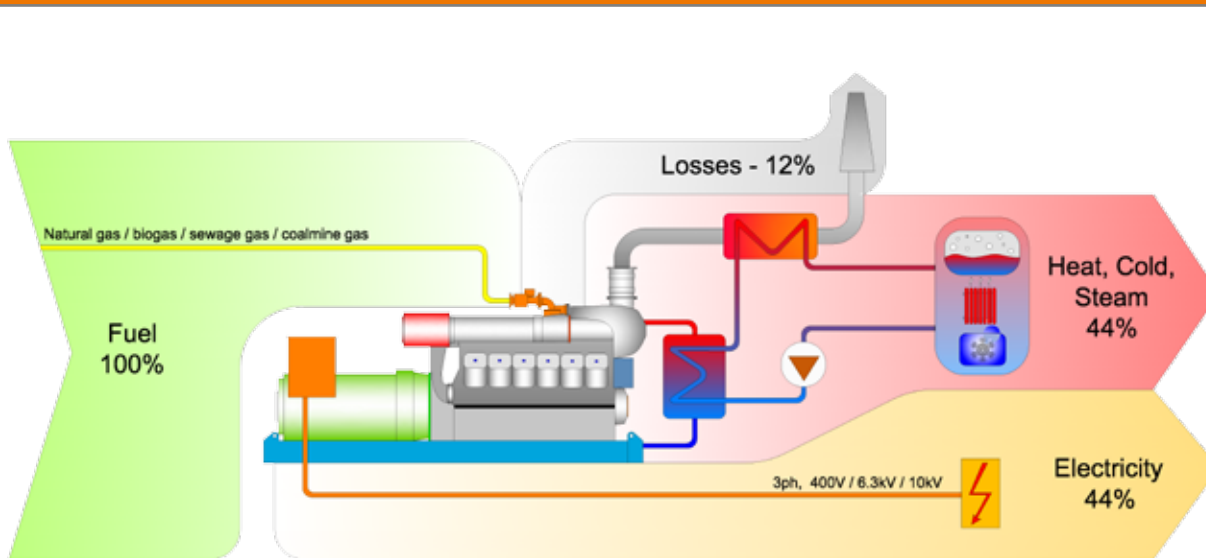 Losses - 12%
Natural gas / biogas / sewage gas / coalmine gas
Fuel
100%
Heat, Cold,
Steam
44%
Electricity
44%
3ph, 400V / 6.3kV / 10kV